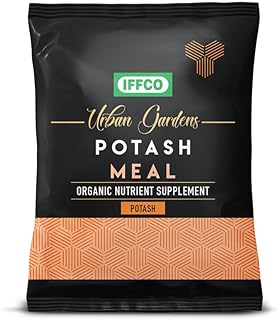 IFFCO
Urban Gardens
POTASH
MEAL
ORGANIC NUTRIENT SUPPLEMENT
POTASH